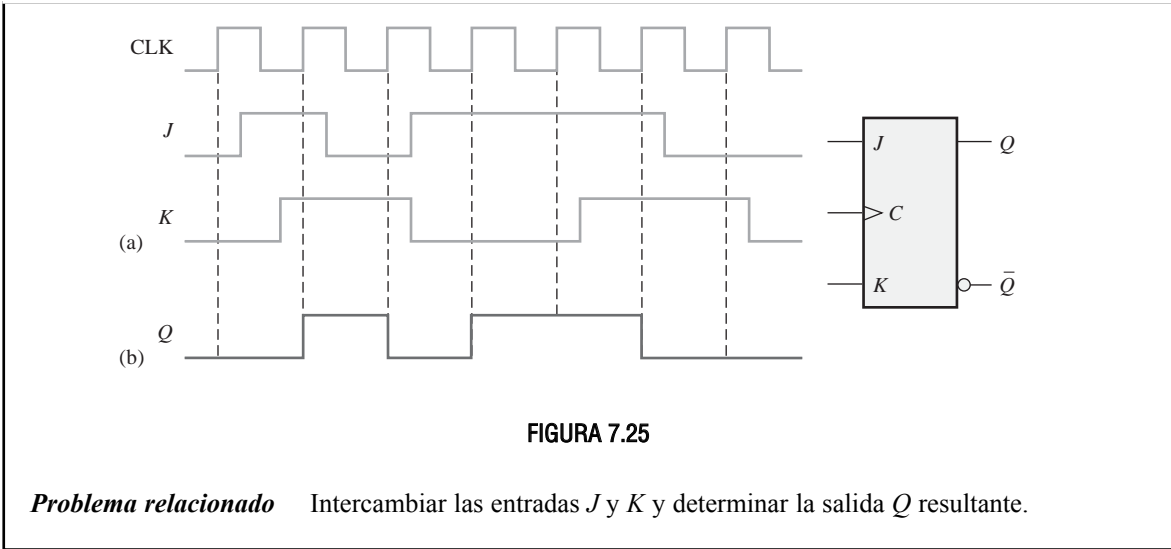 CLK
J
K
(a)
Q
(b)
J
Q
C
K
Q̄
FIGURA 7.25
Problema relacionado Intercambiar las entradas J y K y determinar la salida Q resultante.